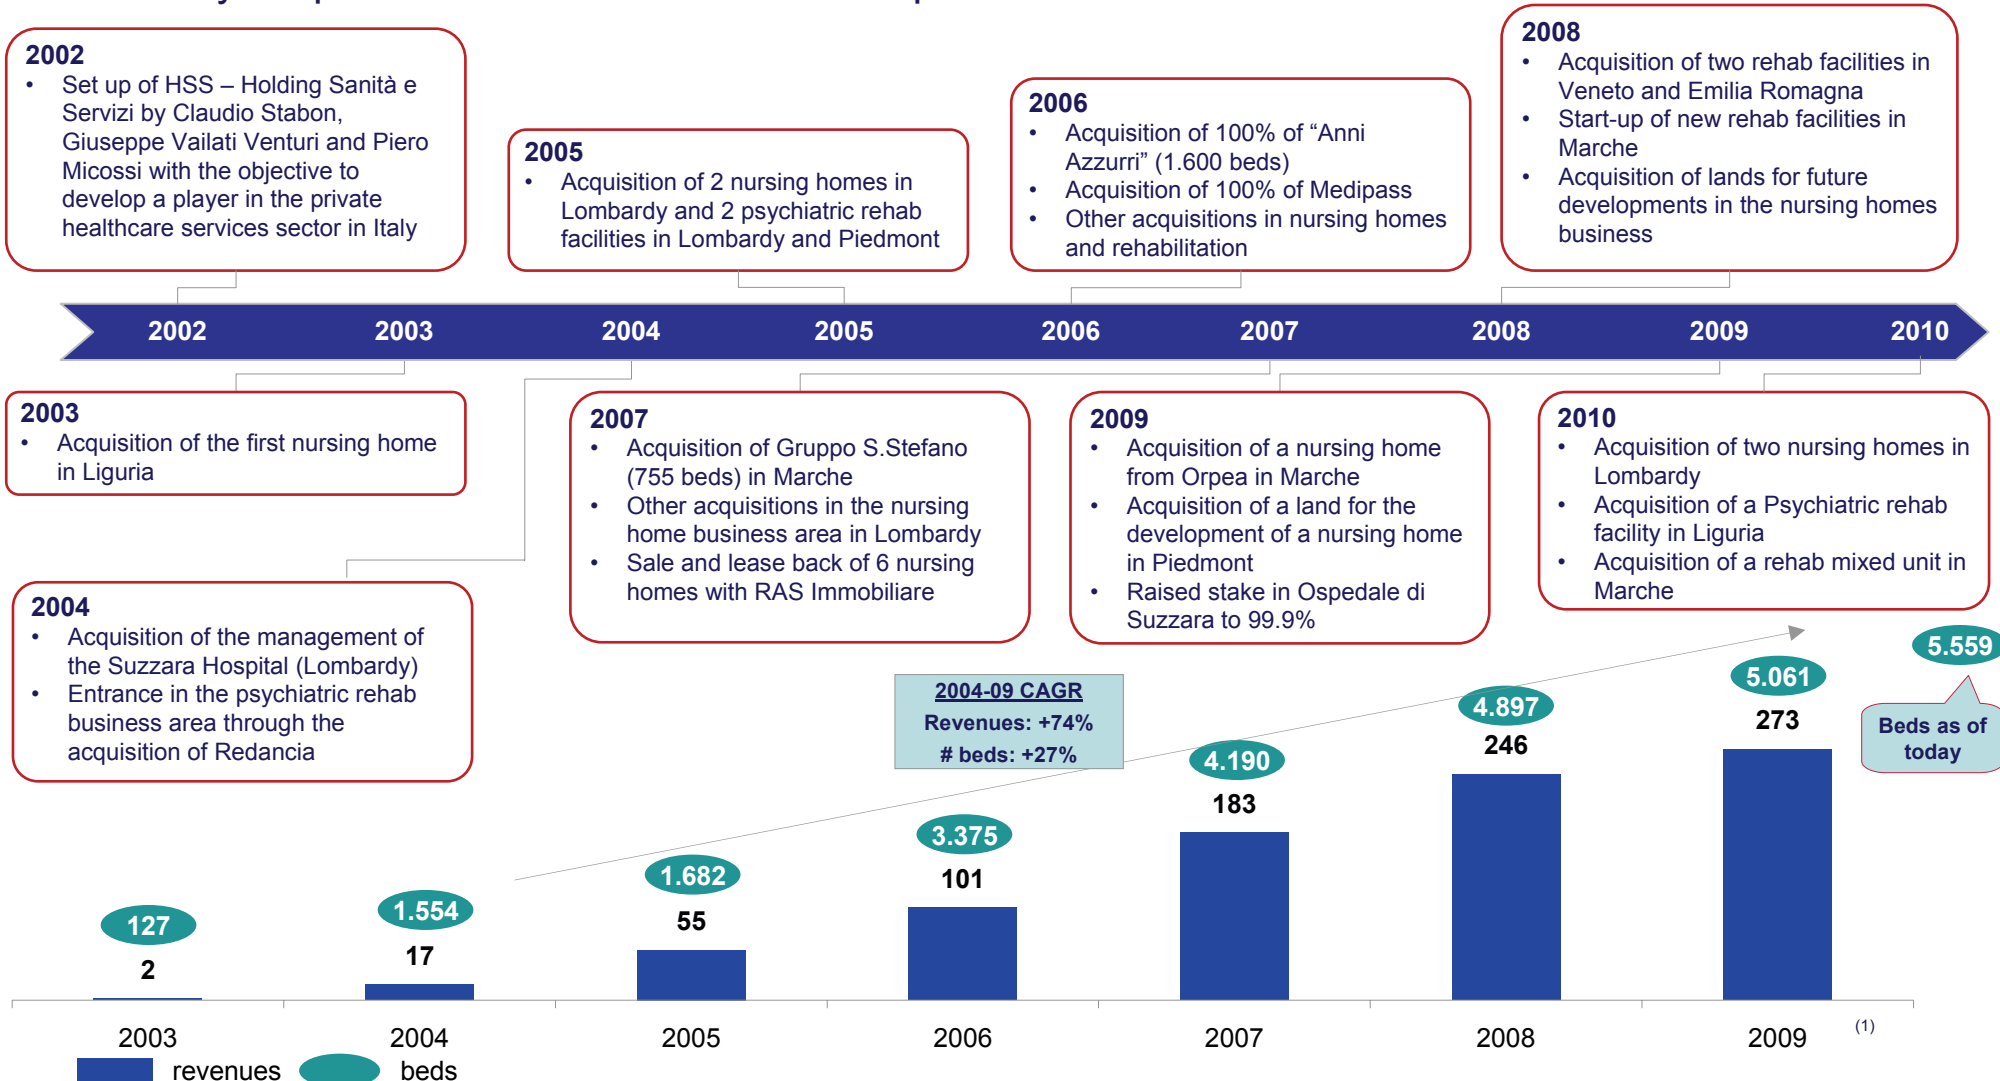 2002
• Set up of HSS – Holding Sanità e
Servizi by Claudio Stabon,
Giuseppe Vailati Venturi and Piero
Micossi with the objective to
develop a player in the private
healthcare services sector in Italy
2005
• Acquisition of 2 nursing homes in
Lombardy and 2 psychiatric rehab
facilities in Lombardy and Piedmont
2006
• Acquisition of 100% of “Anni
Azzurri” (1.600 beds)
• Acquisition of 100% of Medipass
• Other acquisitions in nursing homes
and rehabilitation
2008
• Acquisition of two rehab facilities in
Veneto and Emilia Romagna
• Start-up of new rehab facilities in
Marche
• Acquisition of lands for future
developments in the nursing homes
business
2002 2003 2004 2005 2006 2007 2008 2009 2010
2003
• Acquisition of the first nursing home
in Liguria
2004
• Acquisition of the management of
the Suzzara Hospital (Lombardy)
• Entrance in the psychiatric rehab
business area through the
acquisition of Redancia
2007
• Acquisition of Gruppo S.Stefano
(755 beds) in Marche
• Other acquisitions in the nursing
home business area in Lombardy
• Sale and lease back of 6 nursing
homes with RAS Immobiliare
2009
• Acquisition of a nursing home
from Orpea in Marche
• Acquisition of a land for the
development of a nursing home
in Piedmont
• Raised stake in Ospedale di
Suzzara to 99.9%
2010
• Acquisition of two nursing homes in
Lombardy
• Acquisition of a Psychiatric rehab
facility in Liguria
• Acquisition of a rehab mixed unit in
Marche
2004-09 CAGR
Revenues: +74%
# beds: +27%
127 1.554 1.682 3.375 4.190 4.897 5.061 5.559
2 17 55 101 183 246 273
Beds as of
today
2003 2004 2005 2006 2007 2008 2009 (1)
revenues beds